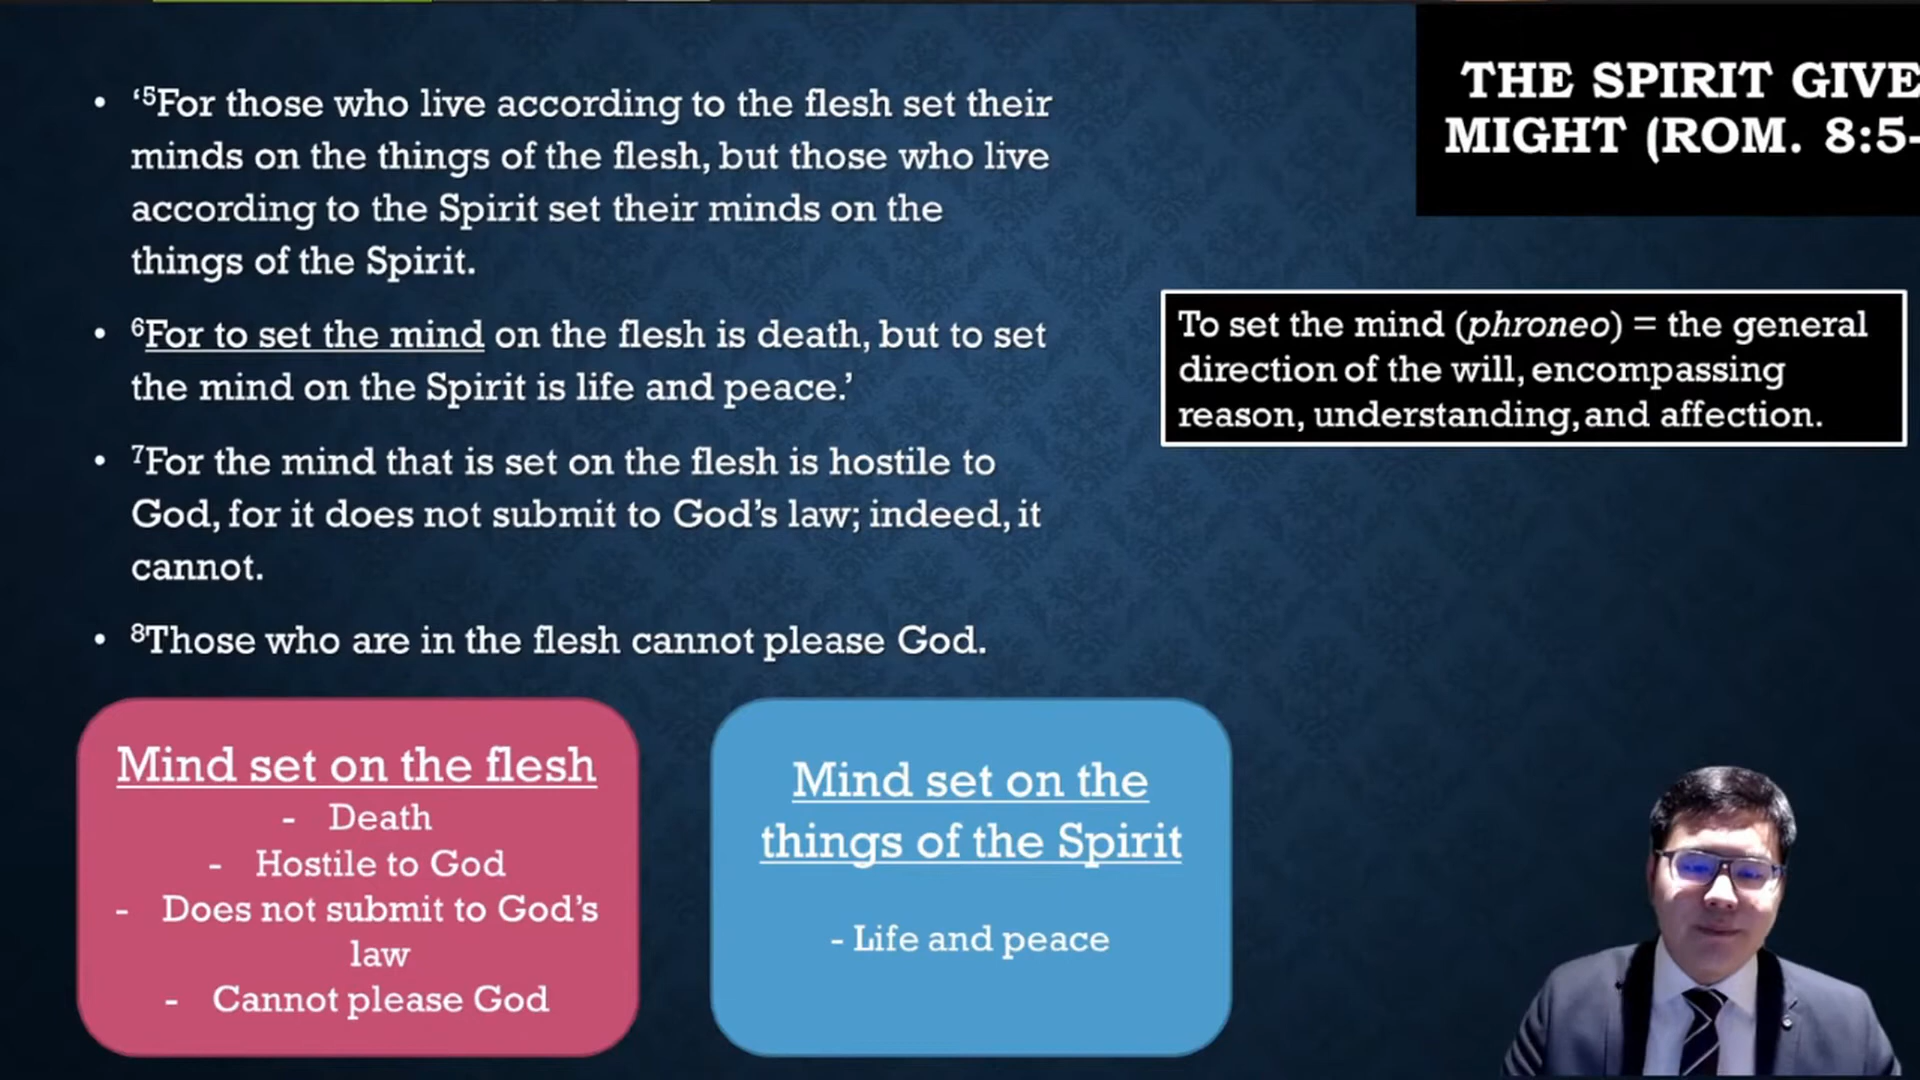 • ‘⁵For those who live according to the flesh set their
minds on the things of the flesh, but those who live
according to the Spirit set their minds on the
things of the Spirit.
• ⁶For to set the mind on the flesh is death, but to set
the mind on the Spirit is life and peace.’
• ⁷For the mind that is set on the flesh is hostile to
God, for it does not submit to God’s law; indeed, it
cannot.
• ⁸Those who are in the flesh cannot please God.
THE SPIRIT GIVE
MIGHT (ROM. 8:5-
To set the mind (phroneo) = the general
direction of the will, encompassing
reason, understanding, and affection.
Mind set on the flesh
- Death
- Hostile to God
- Does not submit to God’s
law
- Cannot please God
Mind set on the
things of the Spirit
- Life and peace